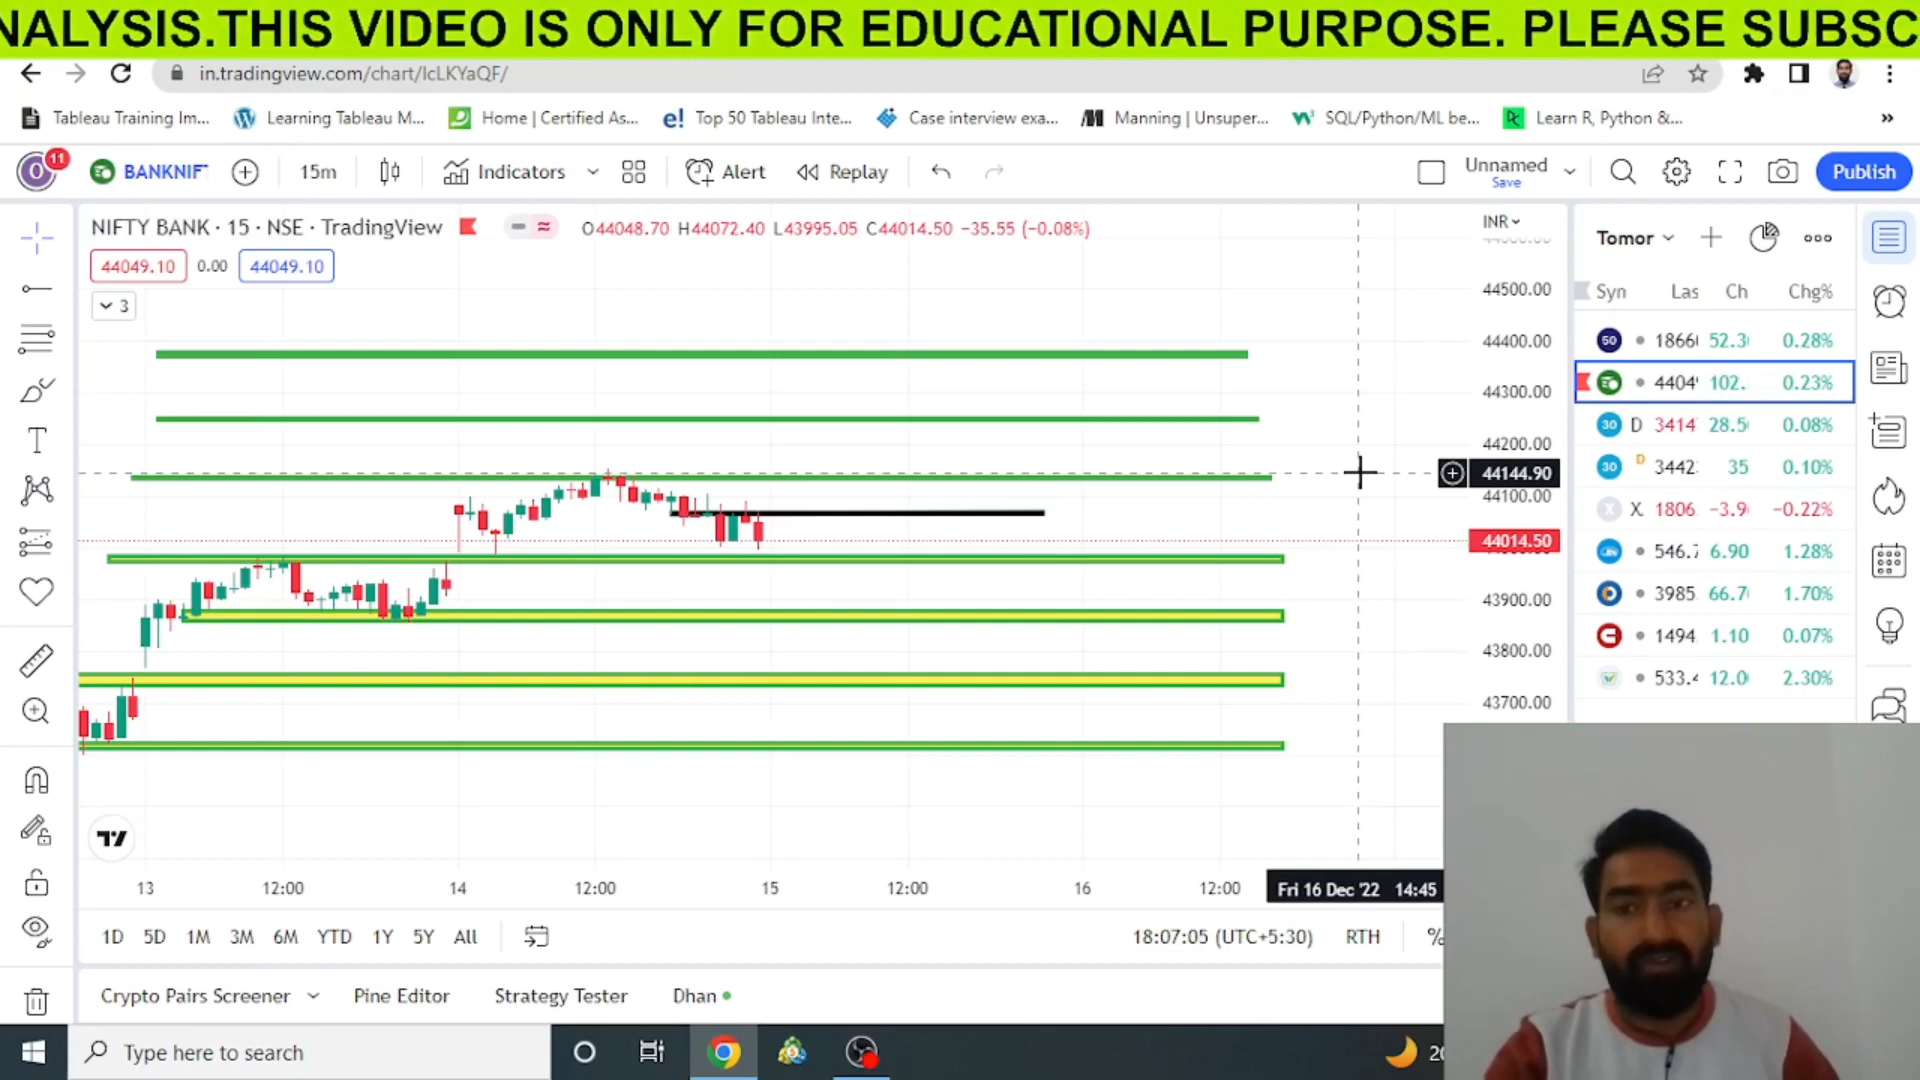 NALYSIS.THIS VIDEO IS ONLY FOR EDUCATIONAL PURPOSE. PLEASE SUBSC
in.tradingview.com/chart/IcLKYaQF/
Tableau Training Im... Learning Tableau M... Home | Certified As... Top 50 Tableau Inte... Case interview exa... Manning | Unsuper... SQL/Python/ML be... Learn R, Python &... »
O 11 BANKNIFT 15m Indicators Alert Replay Unnamed Save Publish
NIFTY BANK · 15 · NSE · TradingView O44048.70 H44072.40 L43995.05 C44014.50 −35.55 (−0.08%)
INR
44049.10 0.00 44049.10
3
44500.00
44400.00
44300.00
44200.00
44144.90
44100.00
44014.50
43900.00
43800.00
43700.00
Tomor
Syn Las Ch Chg%
50 1866 52.3 0.28%
4404 102. 0.23%
30 D 3414 28.5 0.08%
30 D 3442 35 0.10%
X X. 1806 −3.9 −0.22%
546.7 6.90 1.28%
3985. 66.7 1.70%
1494. 1.10 0.07%
533.4 12.0 2.30%
13 12:00 14 12:00 15 12:00 16 12:00 Fri 16 Dec '22 14:45
1D 5D 1M 3M 6M YTD 1Y 5Y All 18:07:05 (UTC+5:30) RTH %
Crypto Pairs Screener Pine Editor Strategy Tester Dhan
Type here to search